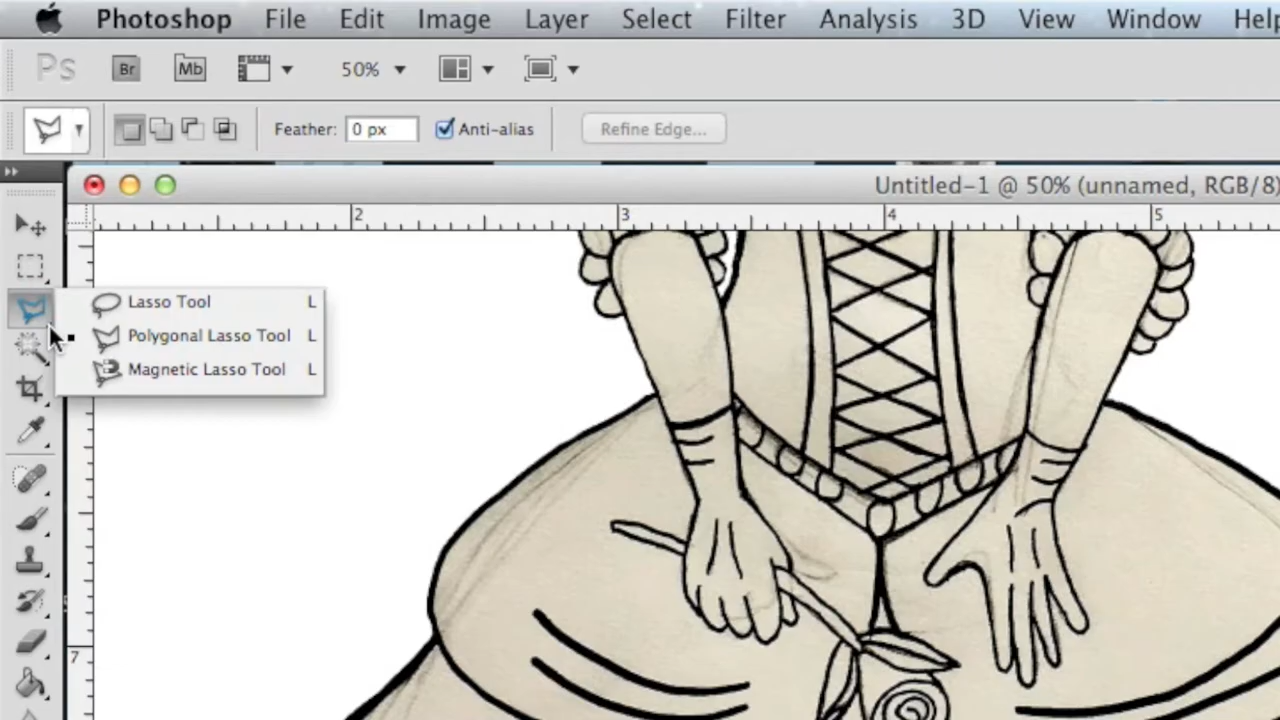 Photoshop File Edit Image Layer Select Filter Analysis 3D View Window Help
Ps Br Mb 50%
Feather: 0 px Anti-alias Refine Edge...
Untitled-1 @ 50% (unnamed, RGB/8)
2 3 4 5
Lasso Tool L
Polygonal Lasso Tool L
Magnetic Lasso Tool L
7